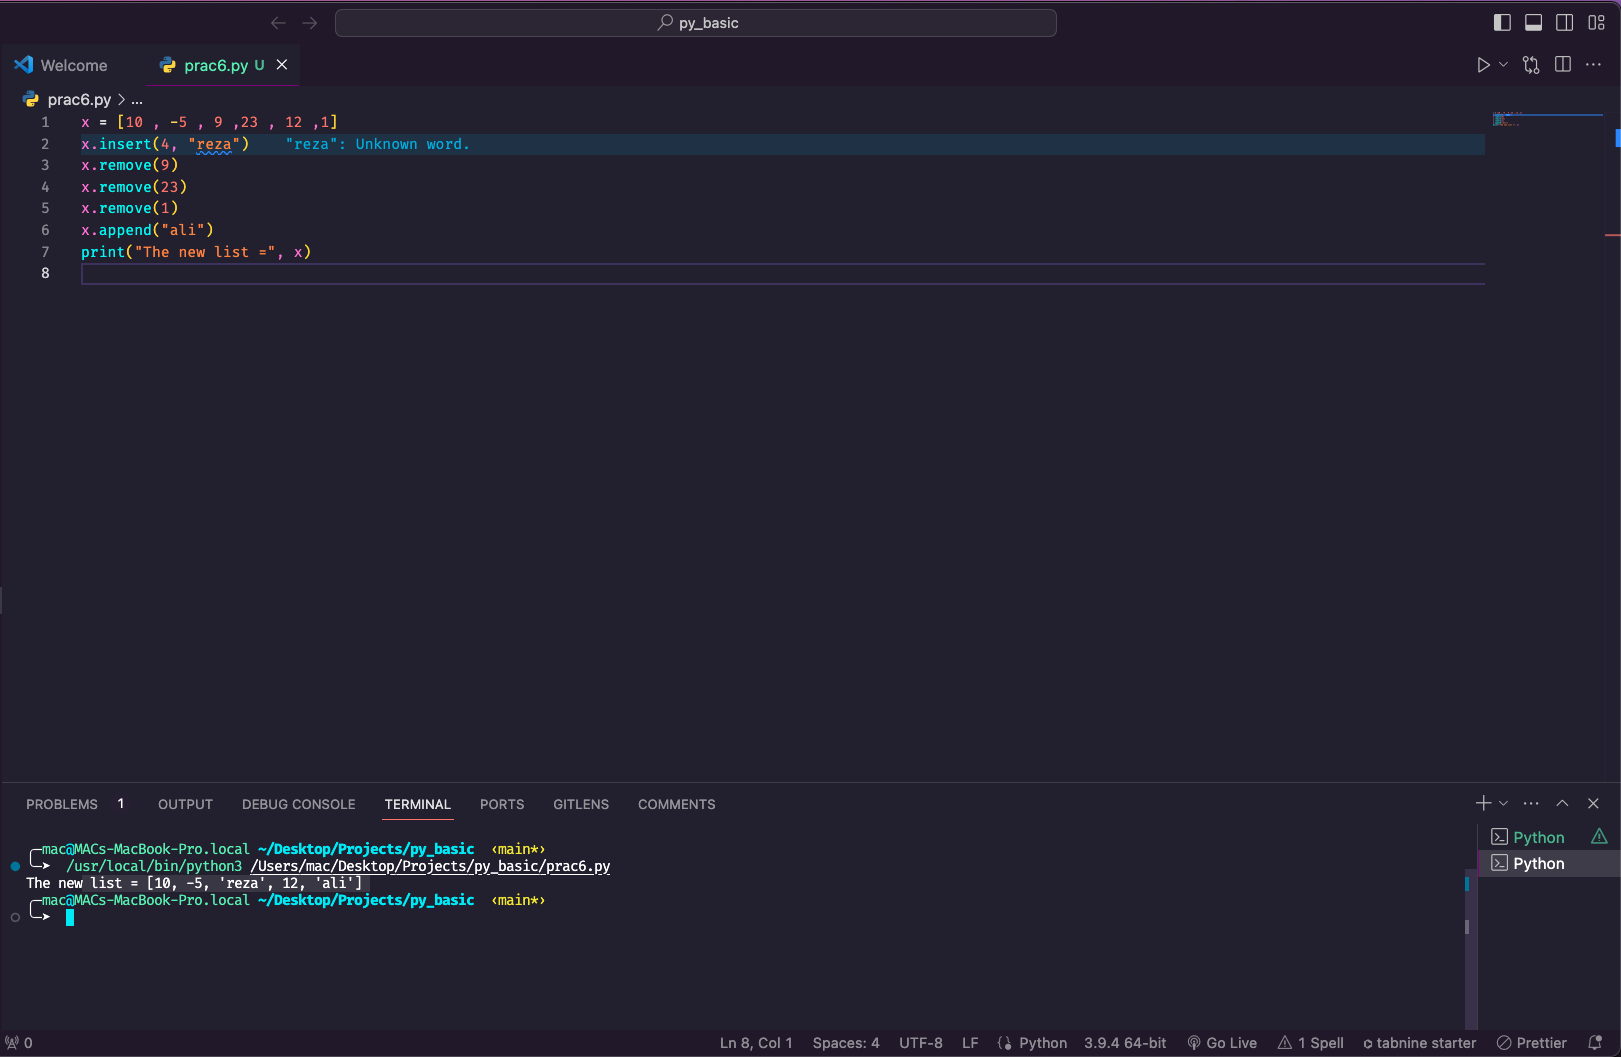 py_basic
Welcome
prac6.py U
prac6.py > ...
1 x = [10 , -5 , 9 ,23 , 12 ,1]
2 x.insert(4, "reza") "reza": Unknown word.
3 x.remove(9)
4 x.remove(23)
5 x.remove(1)
6 x.append("ali")
7 print("The new list =", x)
8
PROBLEMS 1 OUTPUT DEBUG CONSOLE TERMINAL PORTS GITLENS COMMENTS
mac@MACs-MacBook-Pro.local ~/Desktop/Projects/py_basic ‹main*›
/usr/local/bin/python3 /Users/mac/Desktop/Projects/py_basic/prac6.py
The new list = [10, -5, 'reza', 12, 'ali']
mac@MACs-MacBook-Pro.local ~/Desktop/Projects/py_basic ‹main*›
Python
Python
0 Ln 8, Col 1 Spaces: 4 UTF-8 LF Python 3.9.4 64-bit Go Live 1 Spell tabnine starter Prettier